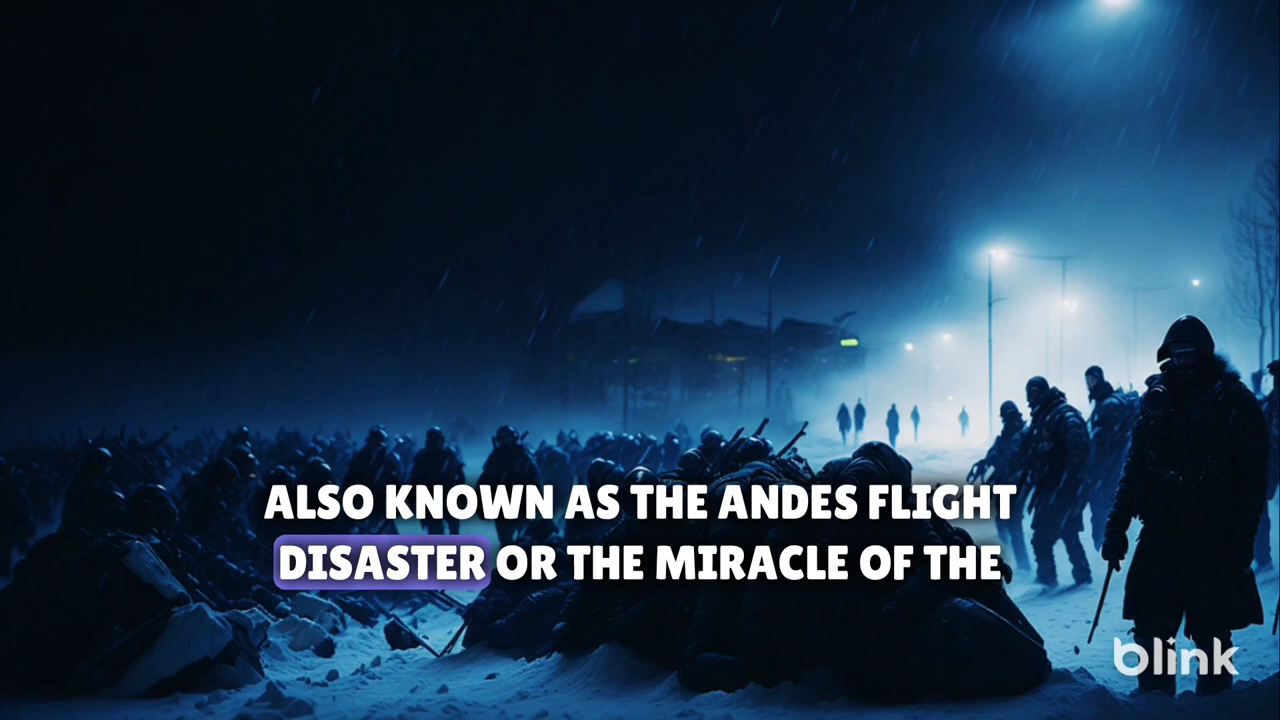 ALSO KNOWN AS THE ANDES FLIGHT
DISASTER OR THE MIRACLE OF THE
blink